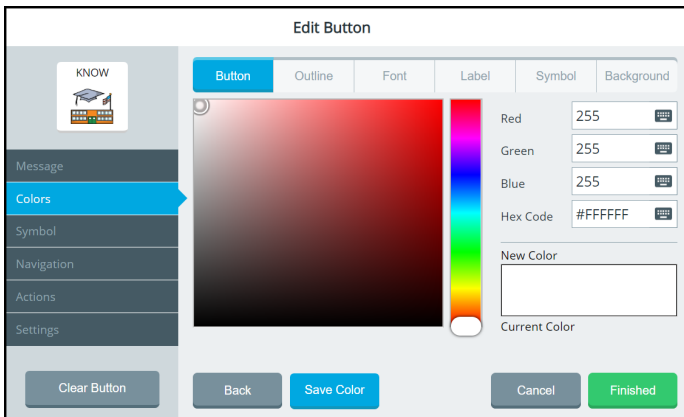 Edit Button
KNOW
Message
Colors
Symbol
Navigation
Actions
Settings
Clear Button
Button Outline Font Label Symbol Background
Red 255
Green 255
Blue 255
Hex Code #FFFFFF
New Color
Current Color
Back Save Color Cancel Finished